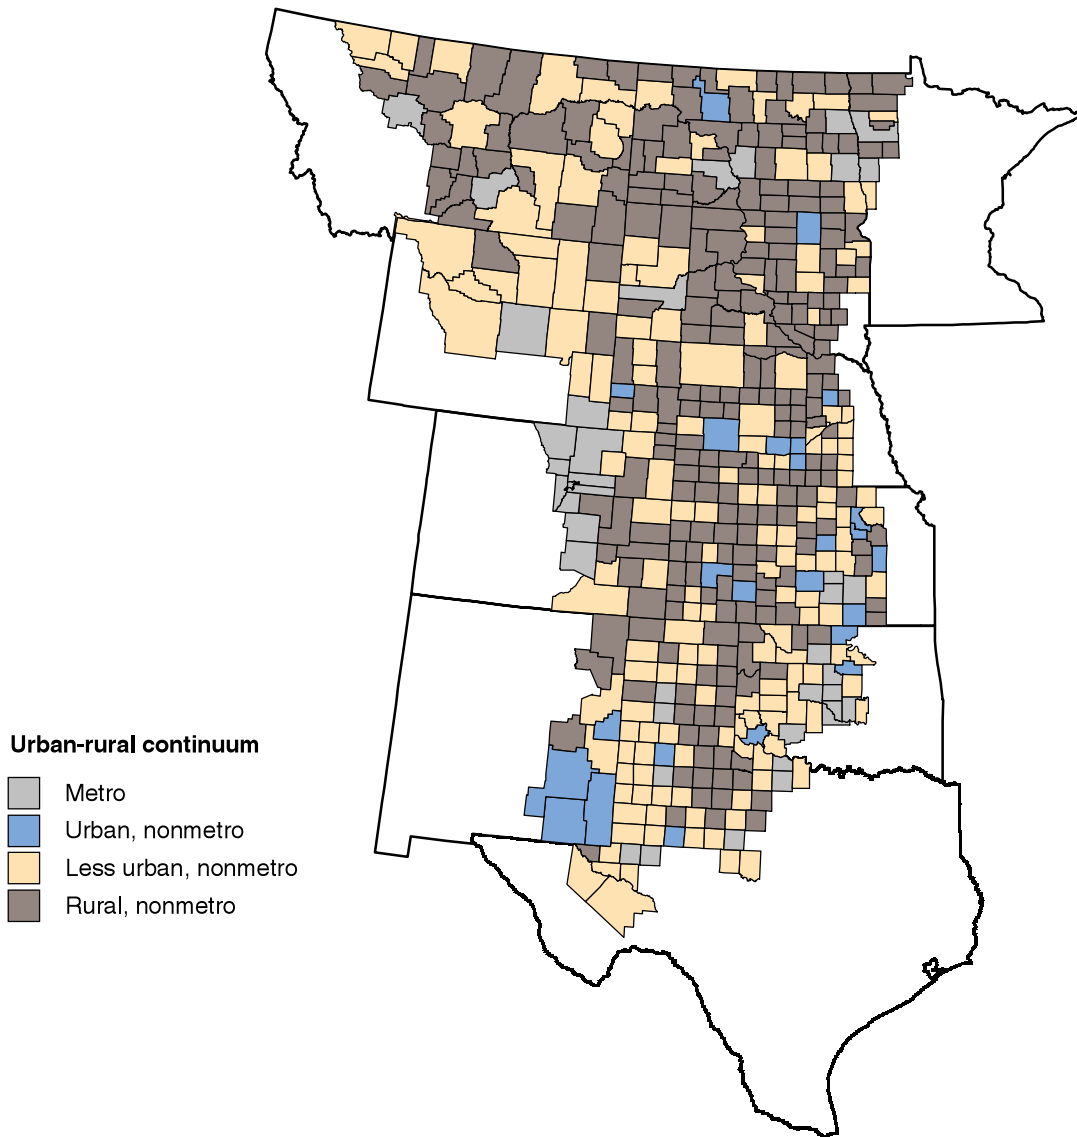 Urban-rural continuum
Metro
Urban, nonmetro
Less urban, nonmetro
Rural, nonmetro